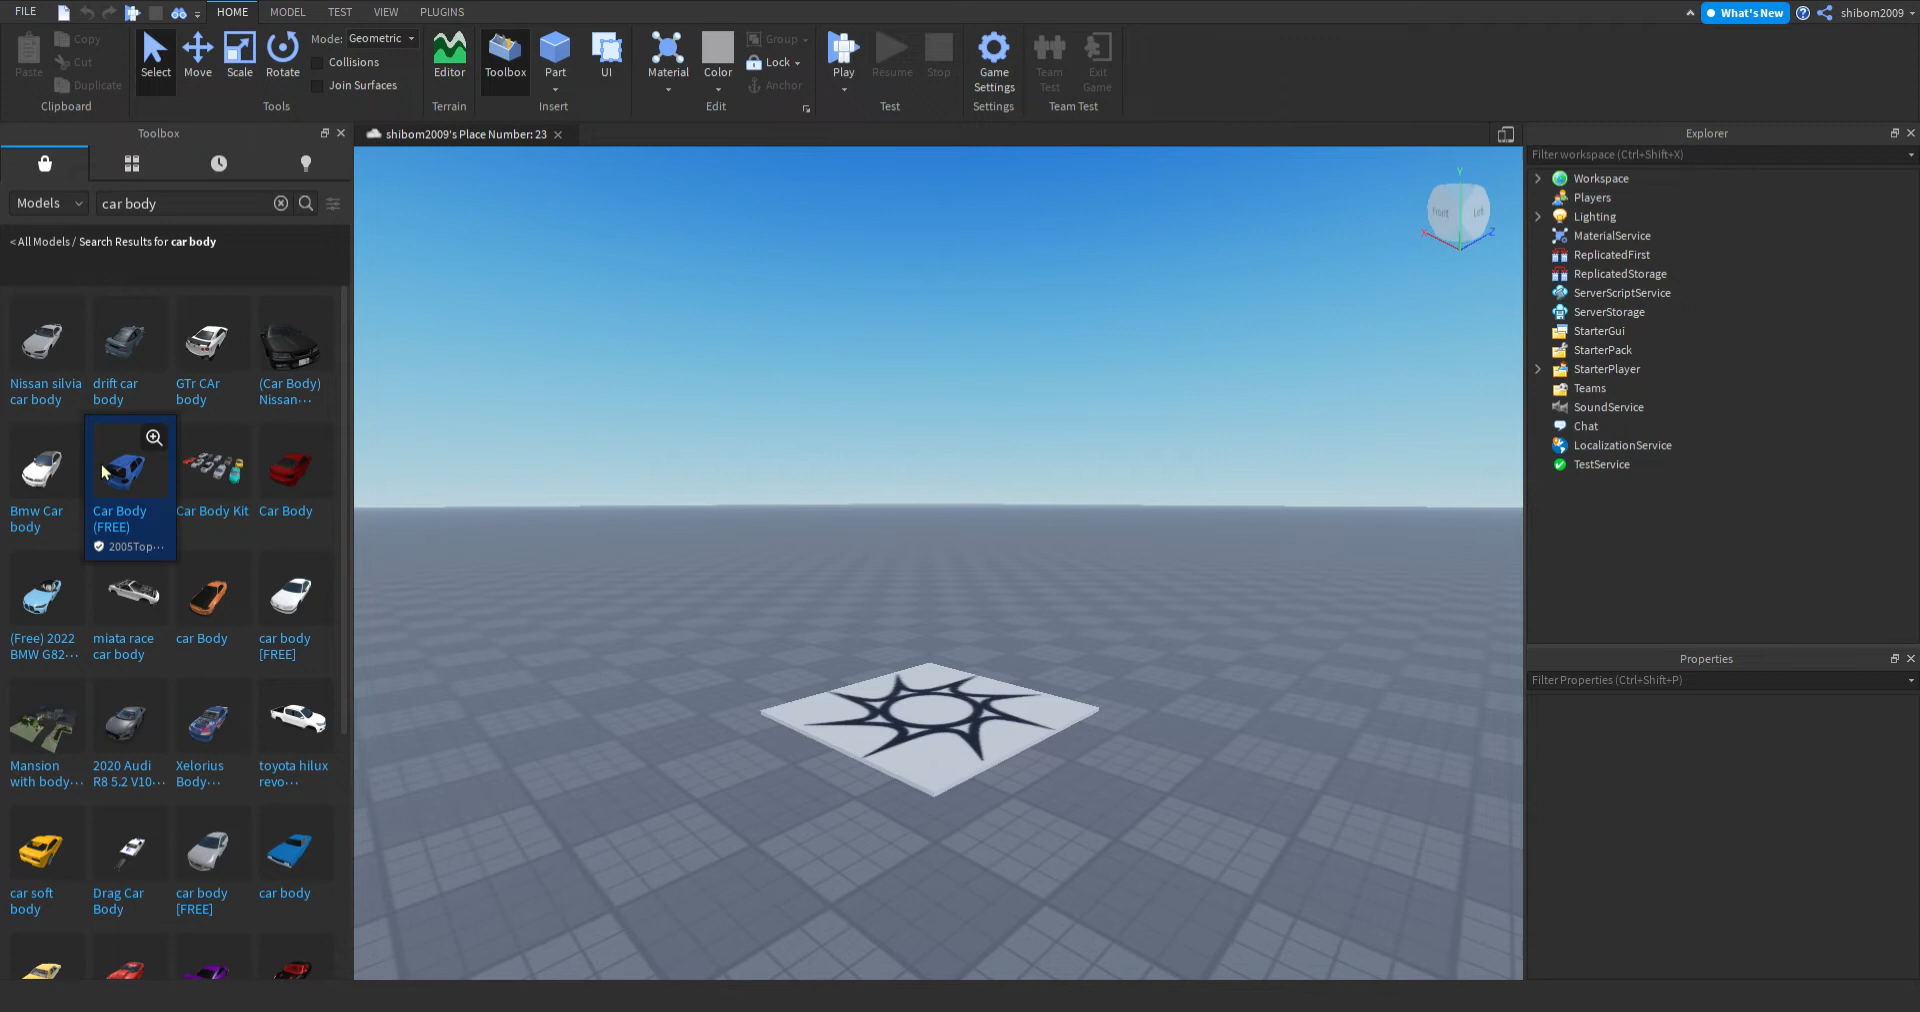 FILE
HOME
MODEL
TEST
VIEW
PLUGINS
What's New
shibom2009
Paste
Copy
Cut
Duplicate
Clipboard
Select
Move
Scale
Rotate
Mode: Geometric
Collisions
Join Surfaces
Tools
Editor
Terrain
Toolbox
Part
UI
Insert
Material
Color
Group
Lock
Anchor
Edit
Play
Resume
Stop
Test
Game
Settings
Settings
Team
Test
Exit
Game
Team Test
Toolbox
Models
car body
< All Models / Search Results for car body
Nissan silvia
car body
drift car
body
GTr CAr
body
(Car Body)
Nissan···
Bmw Car
body
Car Body
(FREE)
2005Top···
Car Body Kit
Car Body
(Free) 2022
BMW G82···
miata race
car body
car Body
car body
[FREE]
Mansion
with body···
2020 Audi
R8 5.2 V10···
Xelorius
Body···
toyota hilux
revo···
car soft
body
Drag Car
Body
car body
[FREE]
car body
shibom2009's Place Number: 23
Y
Front
Left
X
Z
Explorer
Filter workspace (Ctrl+Shift+X)
Workspace
Players
Lighting
MaterialService
ReplicatedFirst
ReplicatedStorage
ServerScriptService
ServerStorage
StarterGui
StarterPack
StarterPlayer
Teams
SoundService
Chat
LocalizationService
TestService
Properties
Filter Properties (Ctrl+Shift+P)